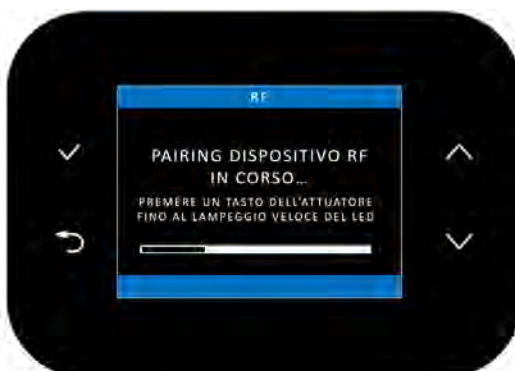 RF
PAIRING DISPOSITIVO RF
IN CORSO...
PREMERE UN TASTO DELL'ATTUATORE
FINO AL LAMPEGGIO VELOCE DEL LED